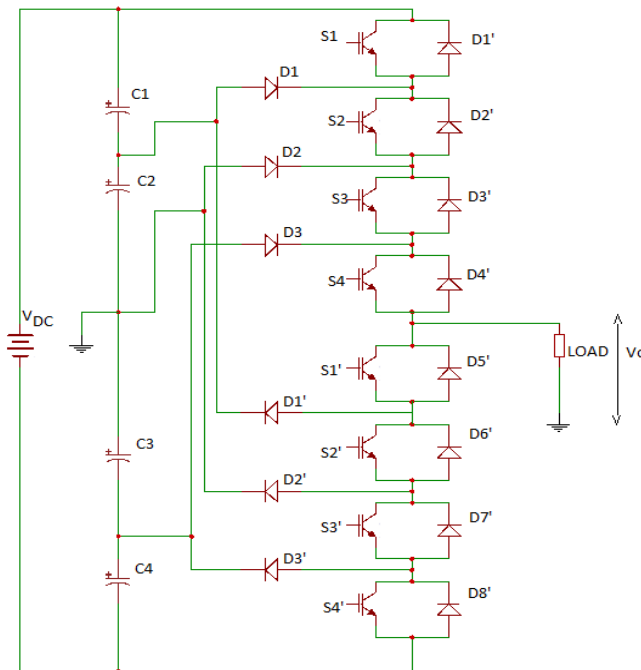 S1
D1'
D1
C1
S2
D2'
D2
C2
S3
D3'
D3
S4
D4'
VDC
LOAD
Vo
S1'
D5'
D1'
C3
S2'
D6'
D2'
S3'
D7'
D3'
C4
S4'
D8'